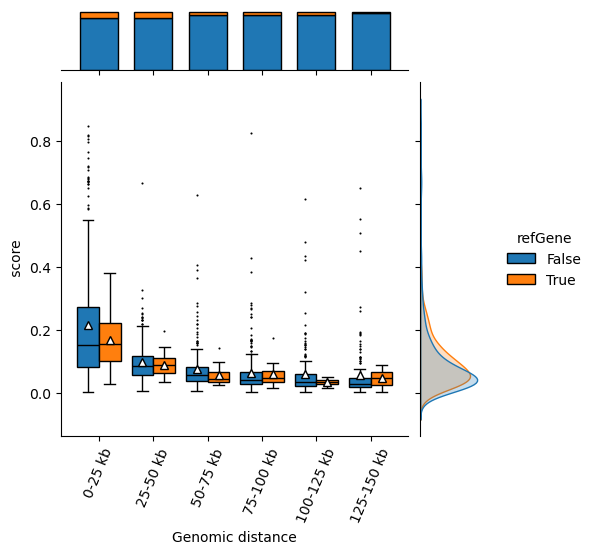 0.8
0.6
0.4
0.2
0.0
score
0-25 kb
25-50 kb
50-75 kb
75-100 kb
100-125 kb
125-150 kb
Genomic distance
refGene
False
True